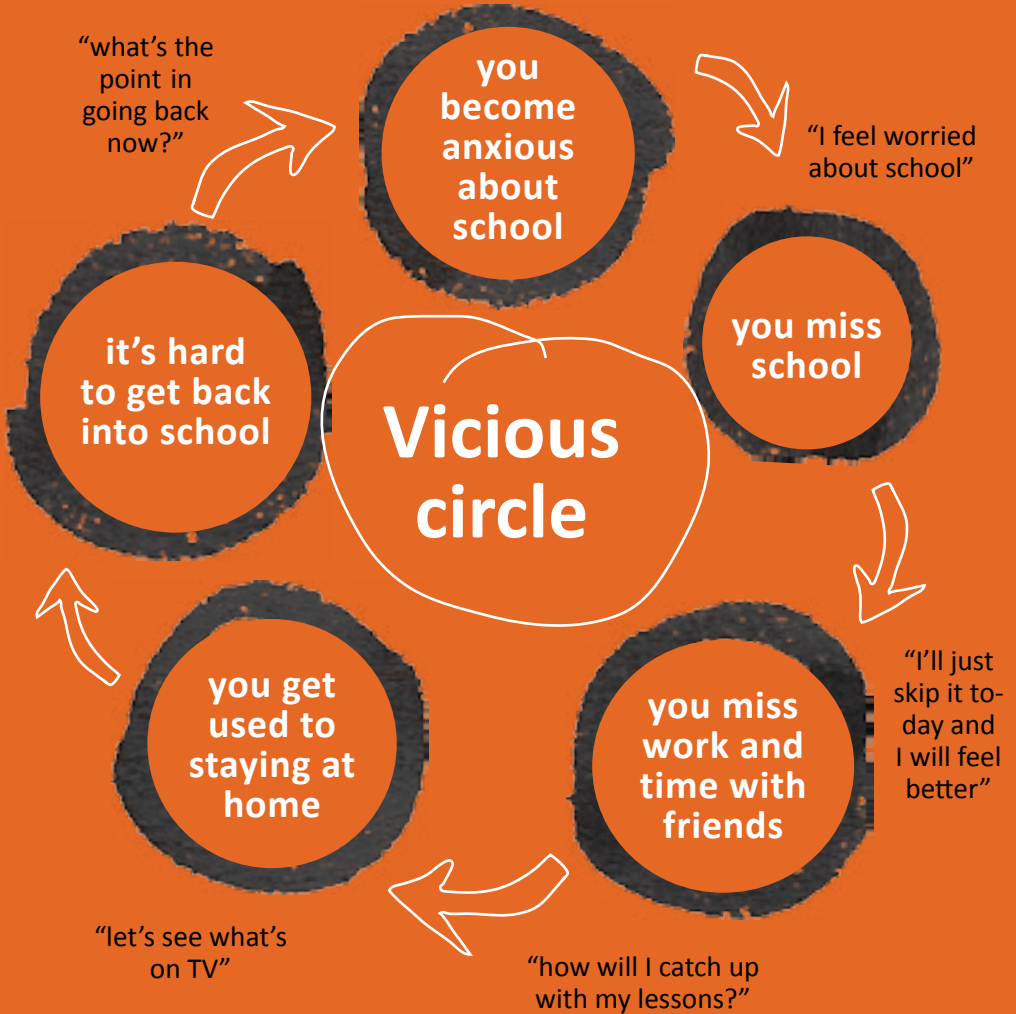 you
become
anxious
about
school
“I feel worried
about school”
you miss
school
“I’ll just
skip it to-
day and
I will feel
better”
you miss
work and
time with
friends
“how will I catch up
with my lessons?”
you get
used to
staying at
home
“let’s see what’s
on TV”
it’s hard
to get back
into school
“what’s the
point in
going back
now?”
Vicious
circle